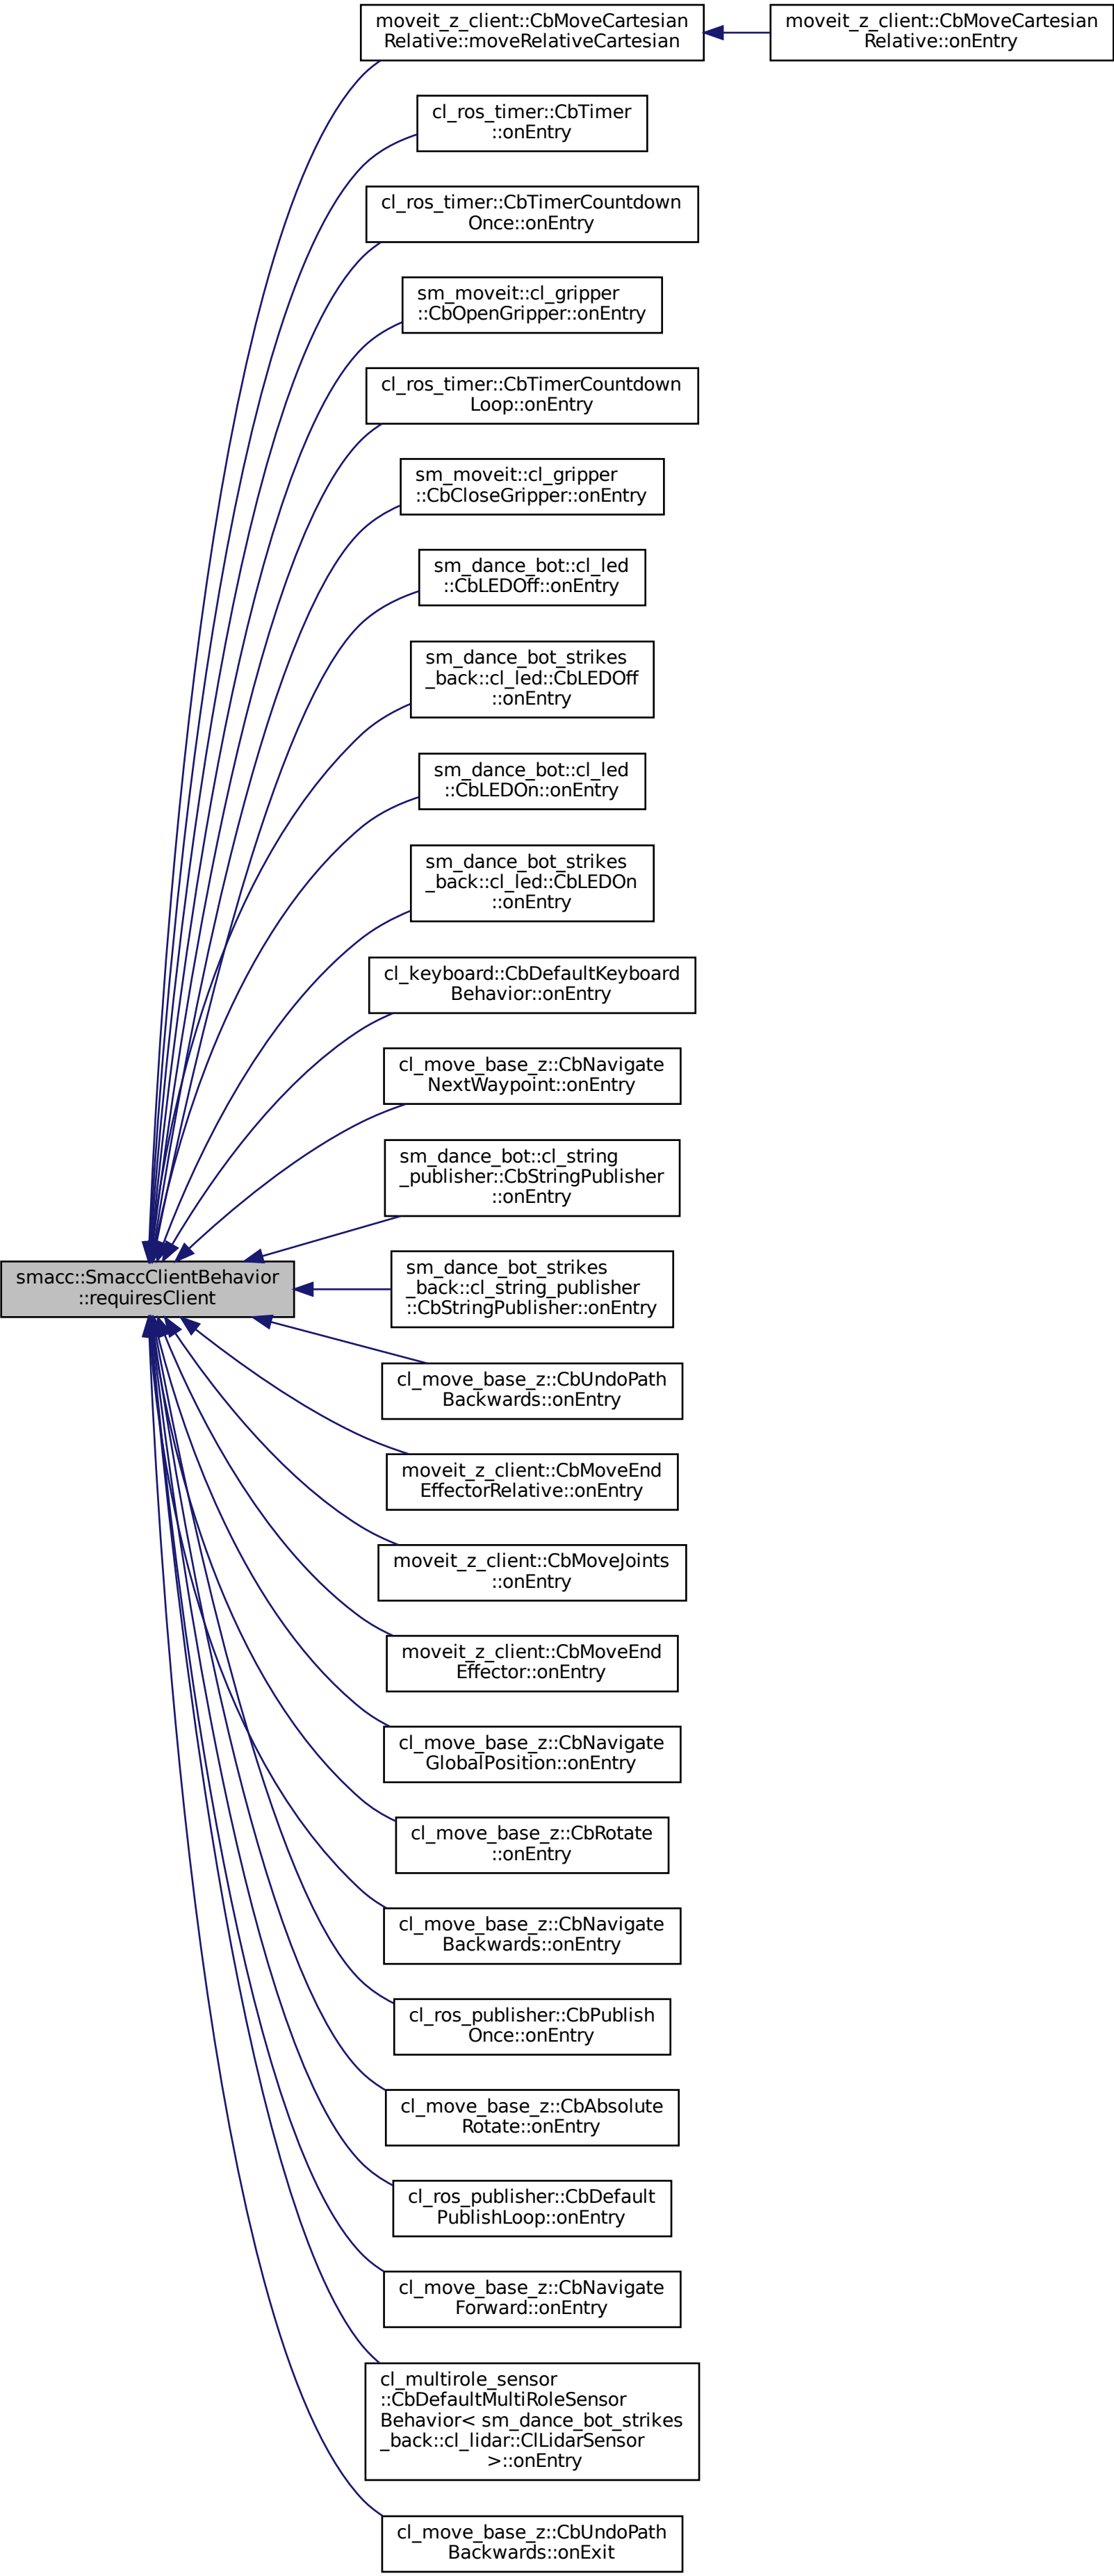 moveit_z_client::CbMoveCartesian
Relative::moveRelativeCartesian
moveit_z_client::CbMoveCartesian
Relative::onEntry
cl_ros_timer::CbTimer
::onEntry
cl_ros_timer::CbTimerCountdown
Once::onEntry
sm_moveit::cl_gripper
::CbOpenGripper::onEntry
cl_ros_timer::CbTimerCountdown
Loop::onEntry
sm_moveit::cl_gripper
::CbCloseGripper::onEntry
sm_dance_bot::cl_led
::CbLEDOff::onEntry
sm_dance_bot_strikes
_back::cl_led::CbLEDOff
::onEntry
sm_dance_bot::cl_led
::CbLEDOn::onEntry
sm_dance_bot_strikes
_back::cl_led::CbLEDOn
::onEntry
cl_keyboard::CbDefaultKeyboard
Behavior::onEntry
cl_move_base_z::CbNavigate
NextWaypoint::onEntry
sm_dance_bot::cl_string
_publisher::CbStringPublisher
::onEntry
smacc::SmaccClientBehavior
::requiresClient
sm_dance_bot_strikes
_back::cl_string_publisher
::CbStringPublisher::onEntry
cl_move_base_z::CbUndoPath
Backwards::onEntry
moveit_z_client::CbMoveEnd
EffectorRelative::onEntry
moveit_z_client::CbMoveJoints
::onEntry
moveit_z_client::CbMoveEnd
Effector::onEntry
cl_move_base_z::CbNavigate
GlobalPosition::onEntry
cl_move_base_z::CbRotate
::onEntry
cl_move_base_z::CbNavigate
Backwards::onEntry
cl_ros_publisher::CbPublish
Once::onEntry
cl_move_base_z::CbAbsolute
Rotate::onEntry
cl_ros_publisher::CbDefault
PublishLoop::onEntry
cl_move_base_z::CbNavigate
Forward::onEntry
cl_multirole_sensor
::CbDefaultMultiRoleSensor
Behavior< sm_dance_bot_strikes
_back::cl_lidar::ClLidarSensor
>::onEntry
cl_move_base_z::CbUndoPath
Backwards::onExit